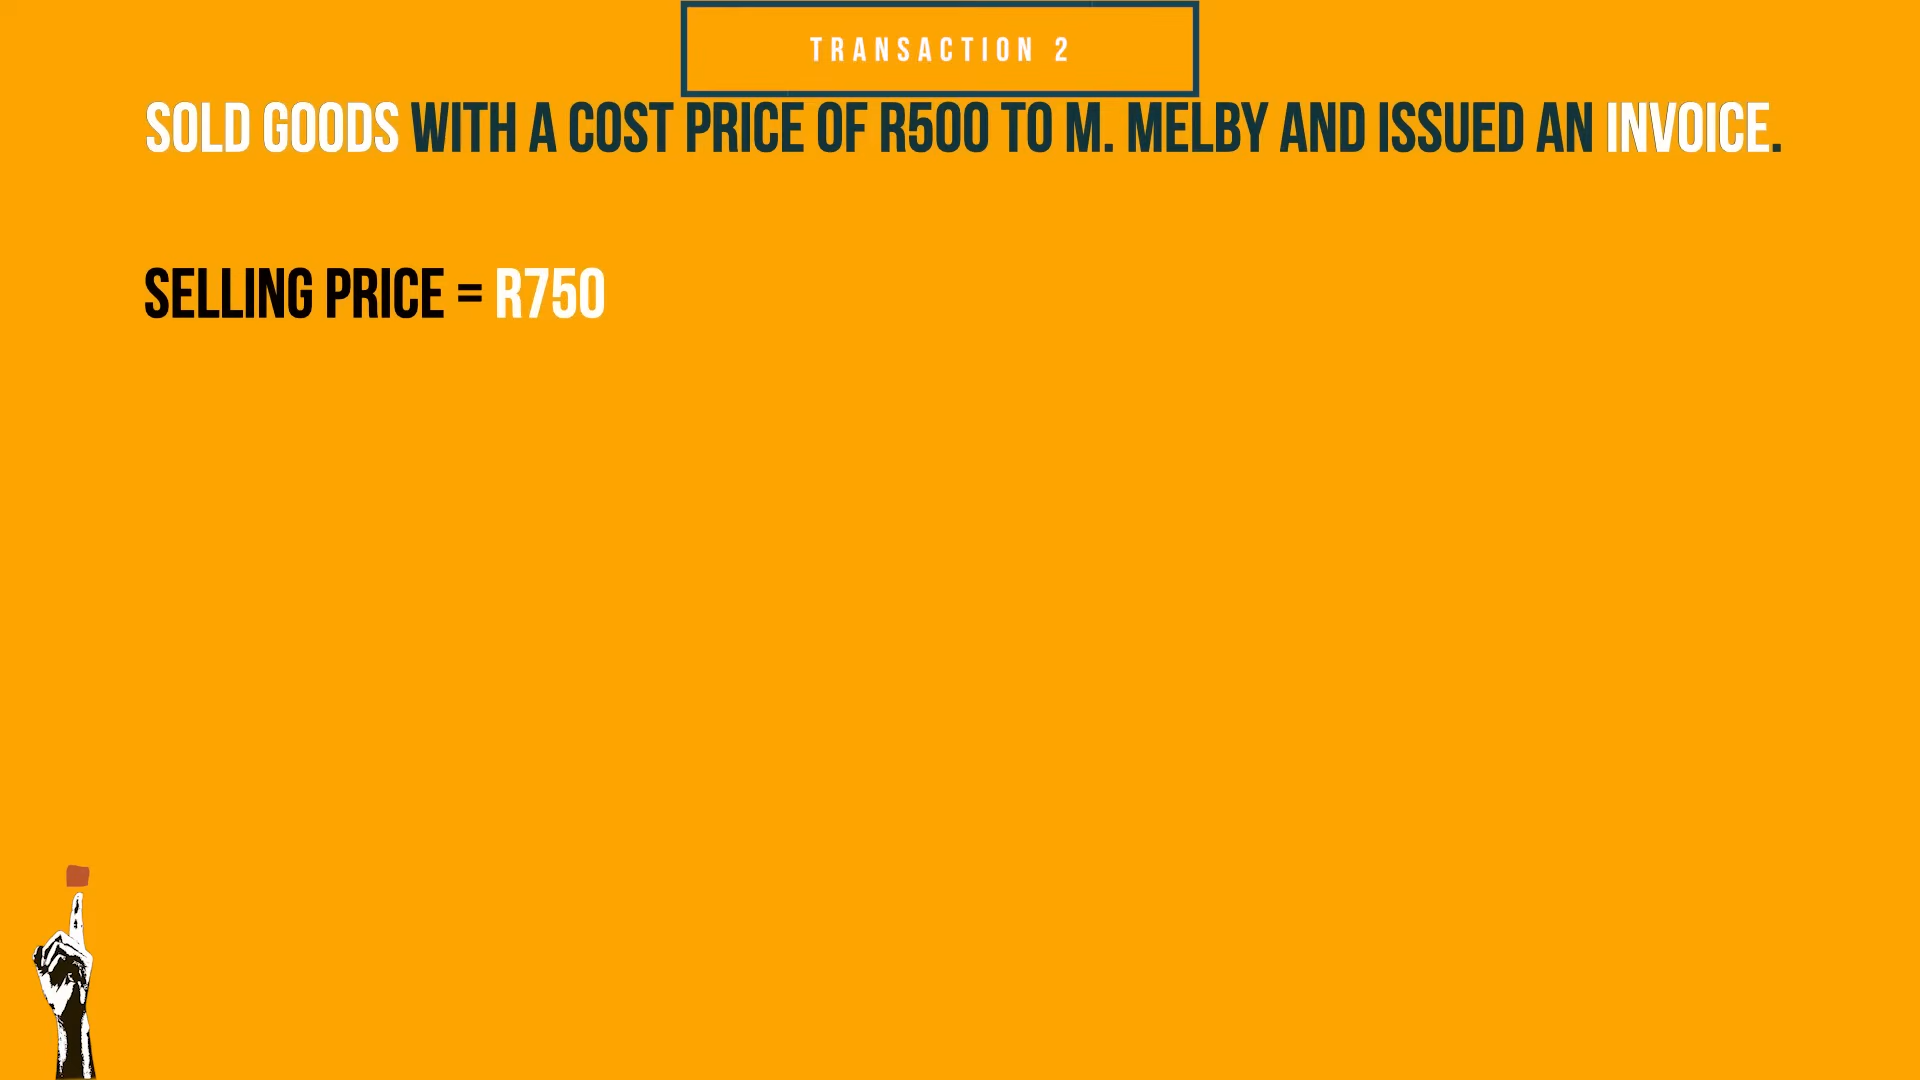 TRANSACTION 2
SOLD GOODS WITH A COST PRICE OF R500 TO M. MELBY AND ISSUED AN INVOICE.
SELLING PRICE = R750